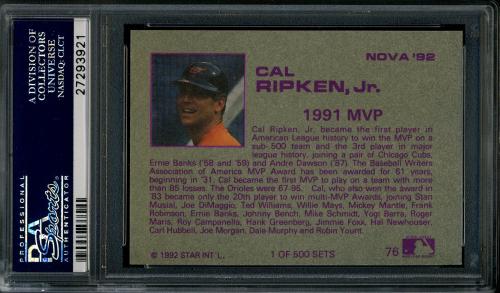 A DIVISION OF
COLLECTORS
UNIVERSE
NASDAQ: CLCT
27293921
PROFESSIONAL
PSA
Sports
AUTHENTICATOR
NOVA '92
CAL
RIPKEN, Jr.
1991 MVP
Cal Ripken, Jr. became the first player in
American League history to win the MVP on a
sub 500 team and the 3rd player in major
league history, joining a pair of Chicago Cubs,
Ernie Banks ('58 and '59) and Andre Dawson ('87). The Baseball Writers
Association of America MVP Award has been awarded for 61 years,
beginning in '31. Cal became the first MVP to play on a team with more
than 85 losses. The Orioles were 67-95. Cal, who also won the award in
'83 became only the 20th player to win multi-MVP Awards, joining Stan
Musial, Joe DiMaggio, Ted Williams, Willie Mays, Mickey Mantle, Frank
Robinson, Ernie Banks, Johnny Bench, Mike Schmidt, Yogi Berra, Roger
Maris, Roy Campanella, Hank Greenberg, Jimmie Foxx, Hal Newhouser,
Carl Hubbell, Joe Morgan, Dale Murphy and Robin Yount.
© 1992 STAR INT'L.
1 OF 500 SETS
76